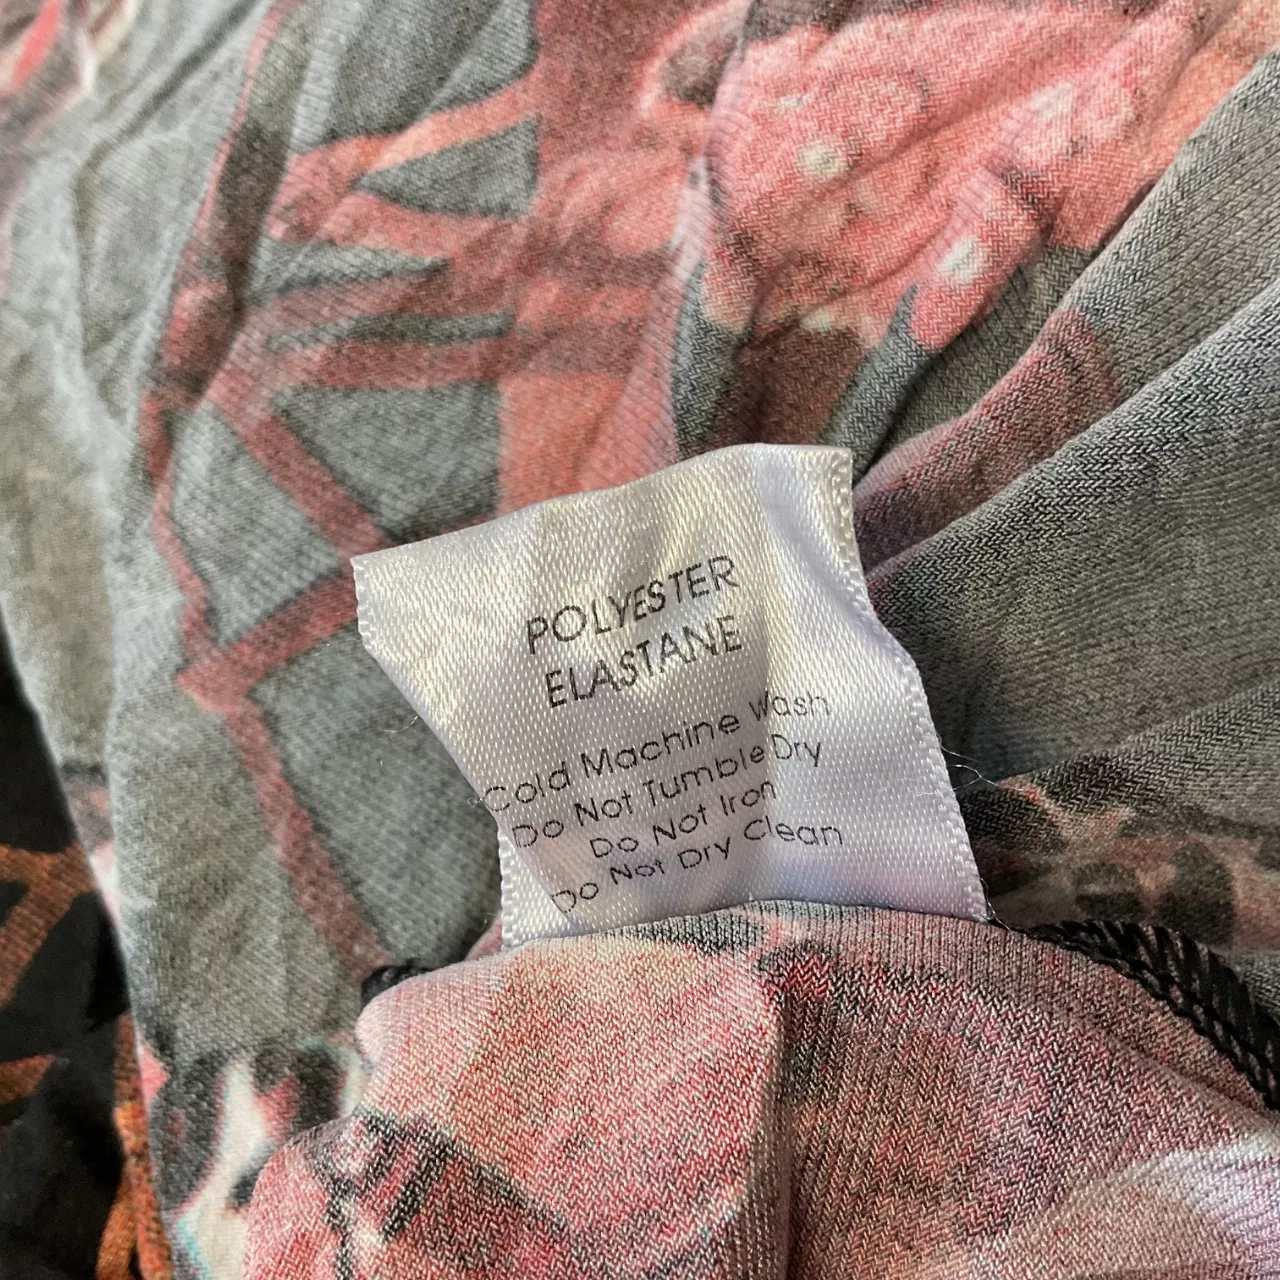 POLYESTER
ELASTANE
Cold Machine Wash
Do Not Tumble Dry
Do Not Iron
Do Not Dry Clean